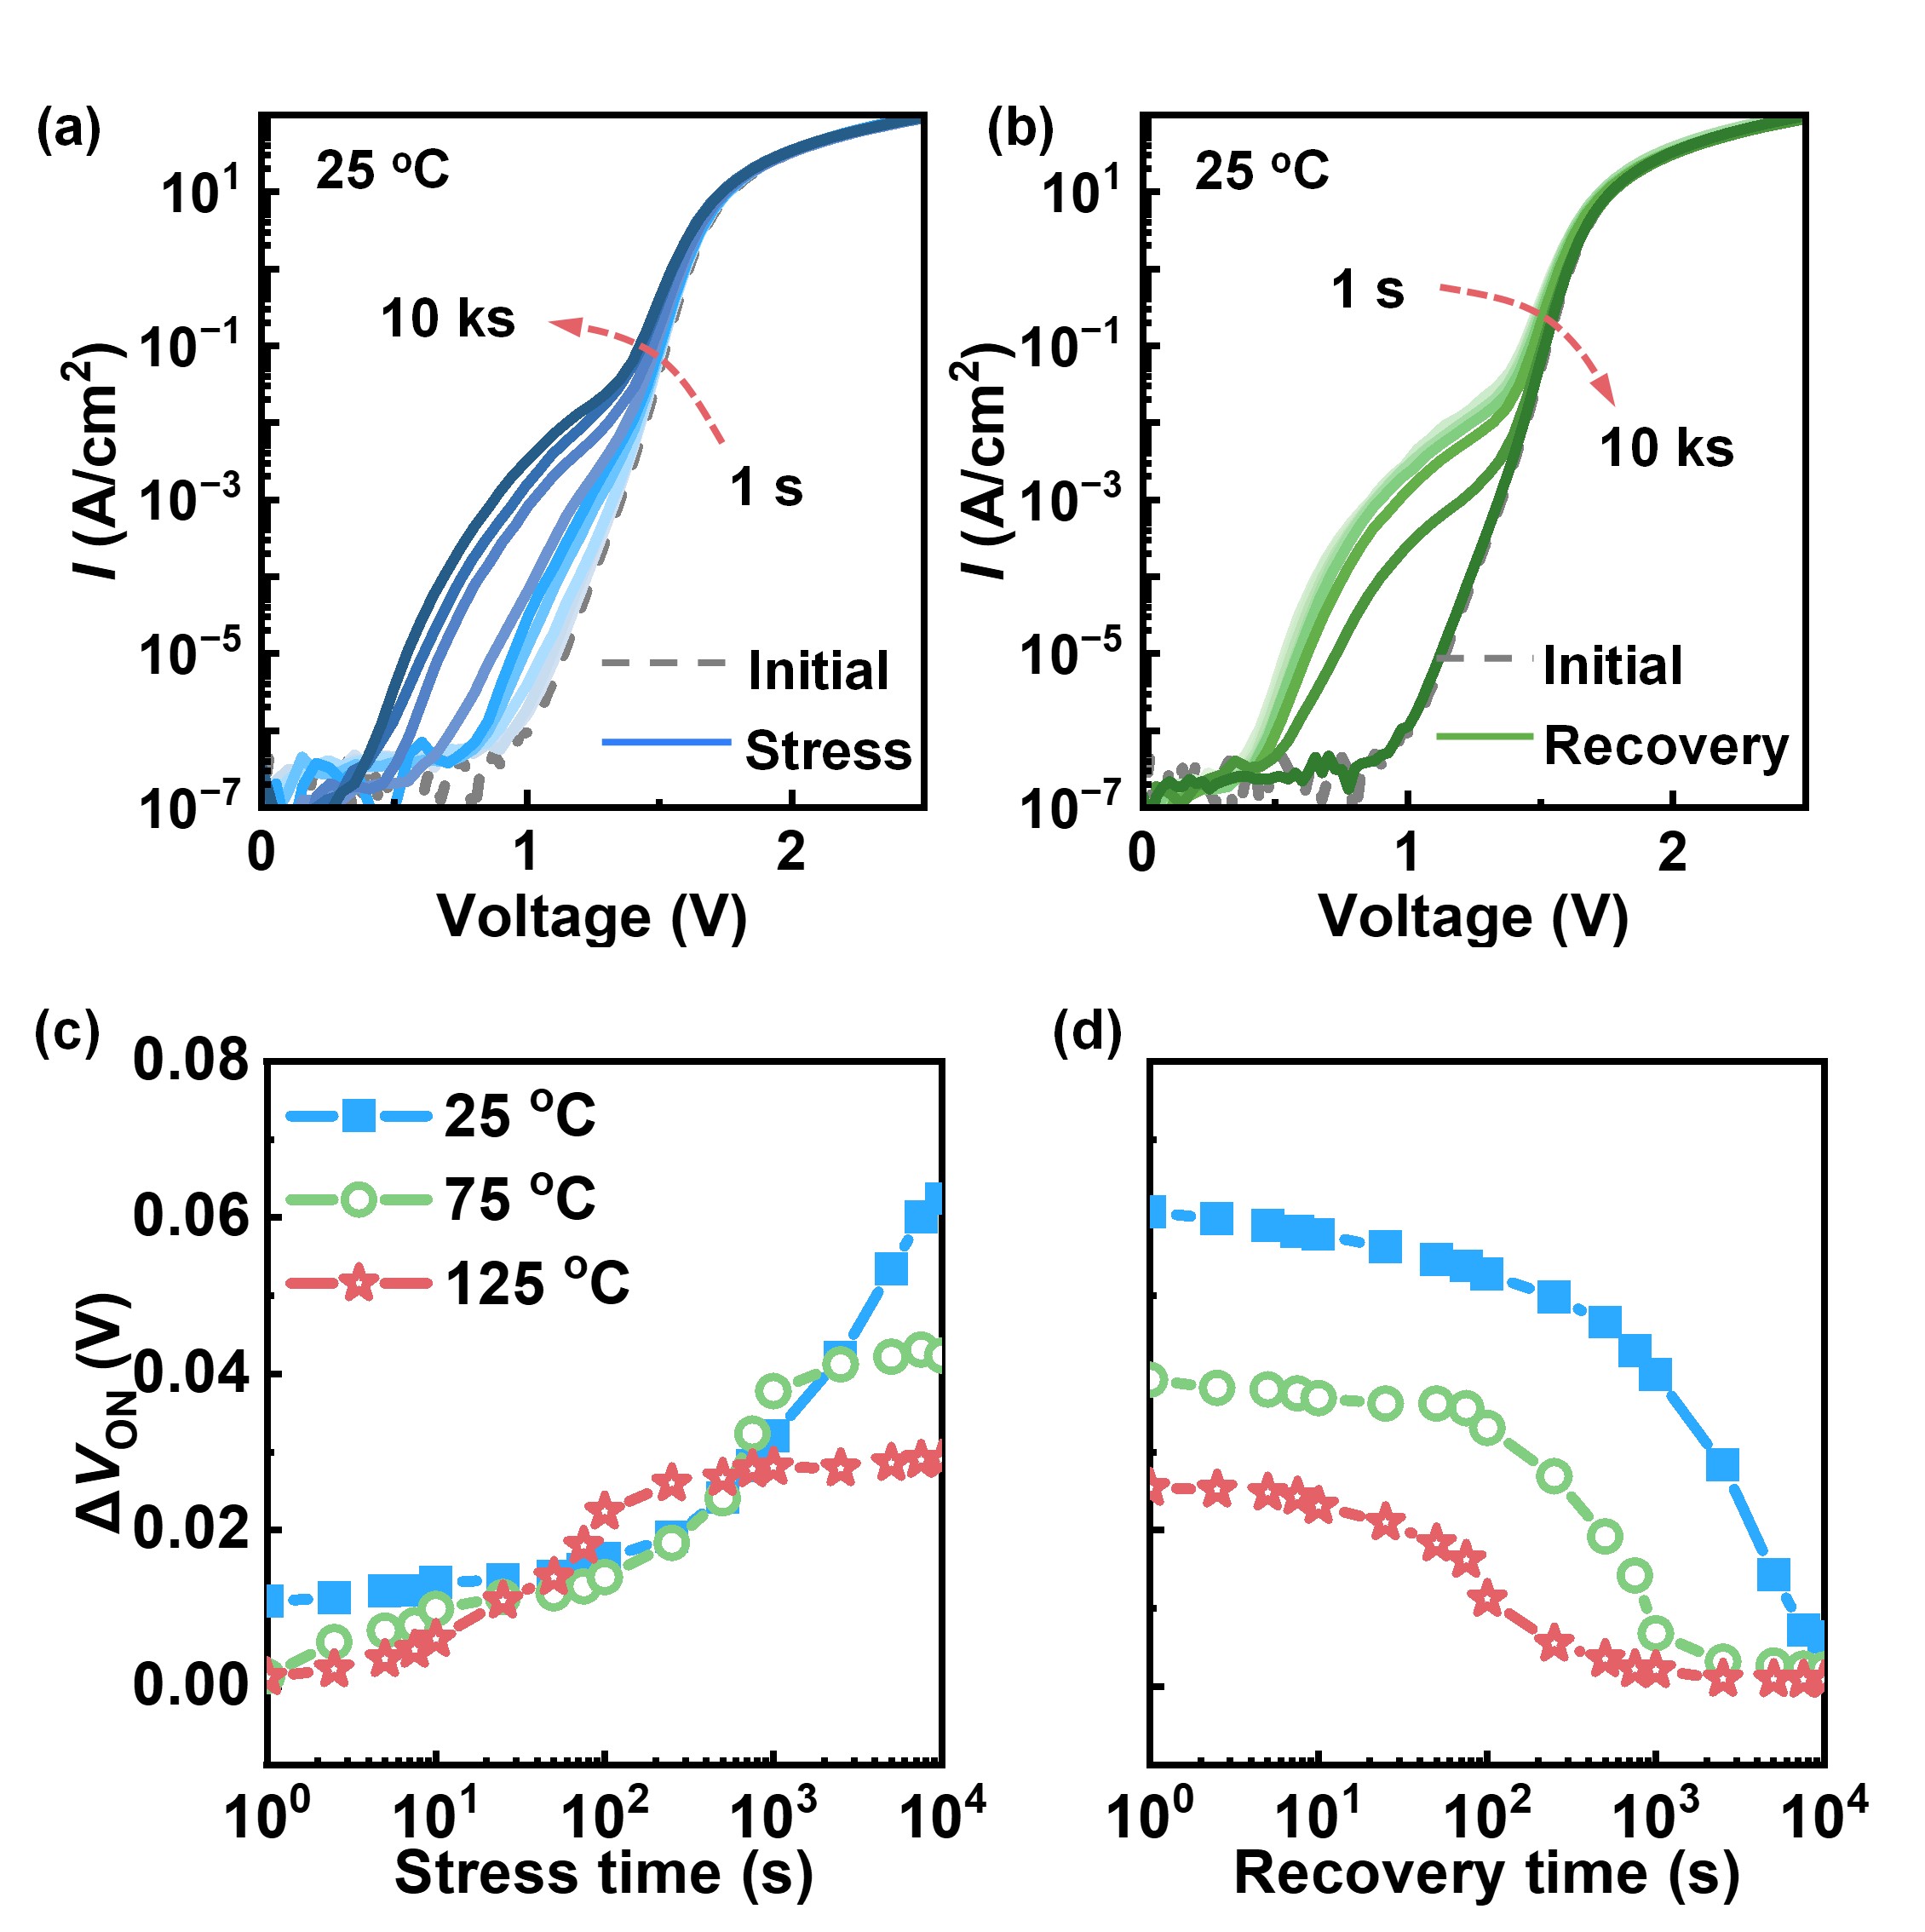 (a)
25 °C
10 ks
1 s
Initial
Stress
10¹
10⁻¹
10⁻³
10⁻⁵
10⁻⁷
I (A/cm²)
0 1 2
Voltage (V)
(b)
25 °C
1 s
10 ks
Initial
Recovery
10¹
10⁻¹
10⁻³
10⁻⁵
10⁻⁷
I (A/cm²)
0 1 2
Voltage (V)
(c)
25 °C
75 °C
125 °C
0.08
0.06
0.04
0.02
0.00
ΔV_ON (V)
10⁰ 10¹ 10² 10³ 10⁴
Stress time (s)
(d)
10⁰ 10¹ 10² 10³ 10⁴
Recovery time (s)